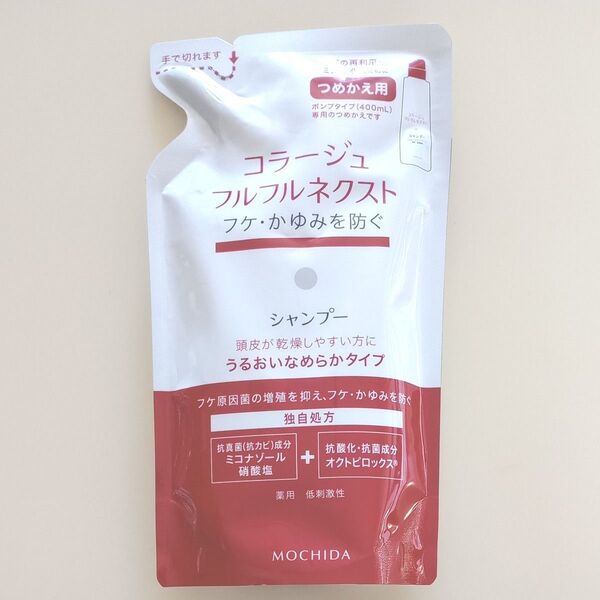 手で切れます
の再利用
つめかえ用
ポンプタイプ(400mL)
専用のつめかえです
コラージュ
フルフルネクスト
フケ・かゆみを防ぐ
シャンプー
頭皮が乾燥しやすい方に
うるおいなめらかタイプ
フケ原因菌の増殖を抑え、フケ・かゆみを防ぐ
独自処方
抗真菌(抗カビ)成分
ミコナゾール
硝酸塩
+
抗酸化・抗菌成分
オクトピロックス®
薬用 低刺激性
MOCHIDA